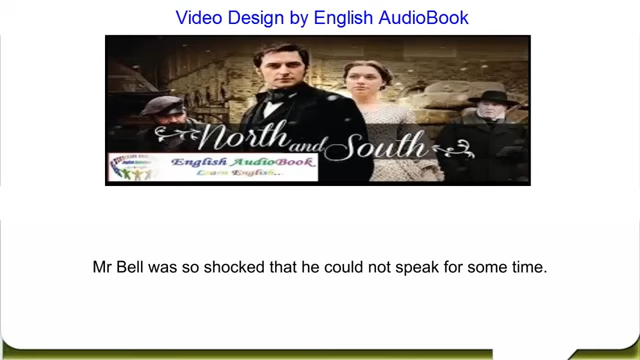 Video Design by English AudioBook
North and South
English AudioBook
Learn English...
Mr Bell was so shocked that he could not speak for some time.